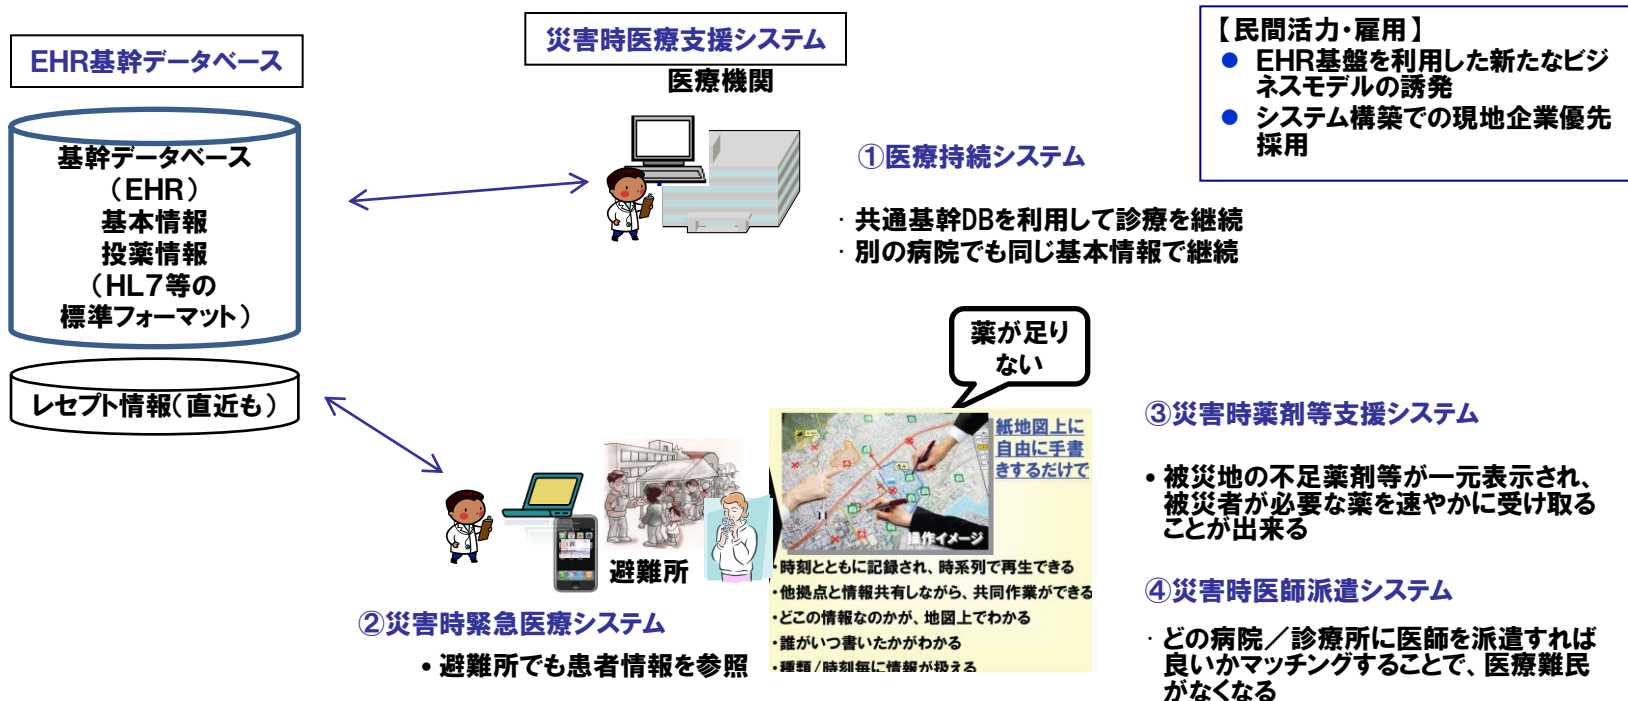 EHR基幹データベース
基幹データベース
（EHR）
基本情報
投薬情報
（HL7等の
標準フォーマット）
レセプト情報（直近も）
災害時医療支援システム
医療機関
①医療持続システム
・共通基幹DBを利用して診療を継続
・別の病院でも同じ基本情報で継続
【民間活力・雇用】
● EHR基盤を利用した新たなビジ
ネスモデルの誘発
● システム構築での現地企業優先
採用
薬が足り
ない
紙地図上に
自由に手書
きするだけで
操作イメージ
・時刻とともに記録され、時系列で再生できる
・他拠点と情報共有しながら、共同作業ができる
・どこの情報なのかが、地図上でわかる
・誰がいつ書いたかがわかる
・種類/時刻毎に情報が扱える
避難所
②災害時緊急医療システム
• 避難所でも患者情報を参照
③災害時薬剤等支援システム
• 被災地の不足薬剤等が一元表示され、
被災者が必要な薬を速やかに受け取る
ことが出来る
④災害時医師派遣システム
・どの病院／診療所に医師を派遣すれば
良いかマッチングすることで、医療難民
がなくなる